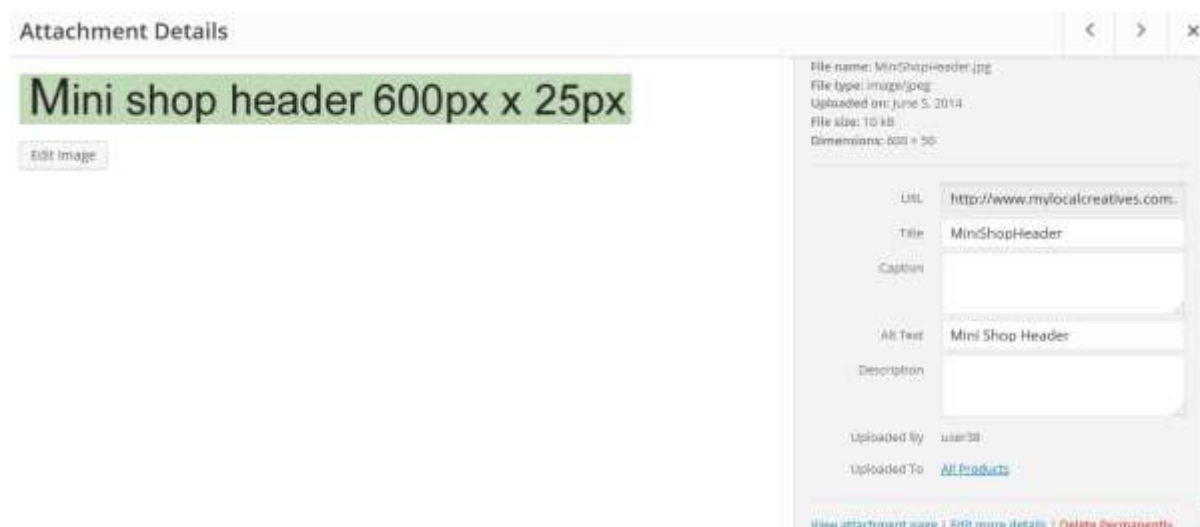 Attachment Details
Mini shop header 600px x 25px
Edit Image
File name: MiniShopHeader.jpg
File type: image/jpeg
Uploaded on: June 5, 2014
File size: 10 kB
Dimensions: 600 × 50
URL http://www.mylocalcreatives.com.
Title MiniShopHeader
Caption
Alt Text Mini Shop Header
Description
Uploaded By user38
Uploaded To All Products
View attachment page | Edit more details | Delete Permanently